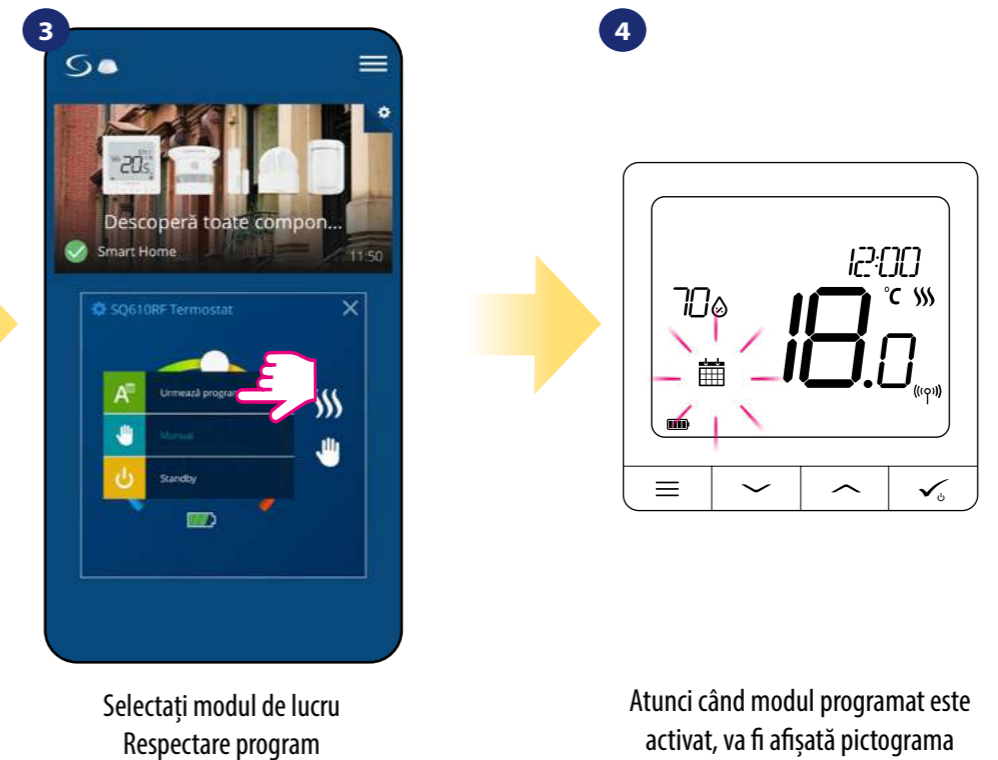 3
Descoperă toate compon...
Smart Home
11:50
SQ610RF Termostat
A
Urmează
Manual
Standby
Selectați modul de lucru
Respectare program
4
12:00
70%
°C
18.0
Atunci când modul programat este
activat, va fi afișată pictograma